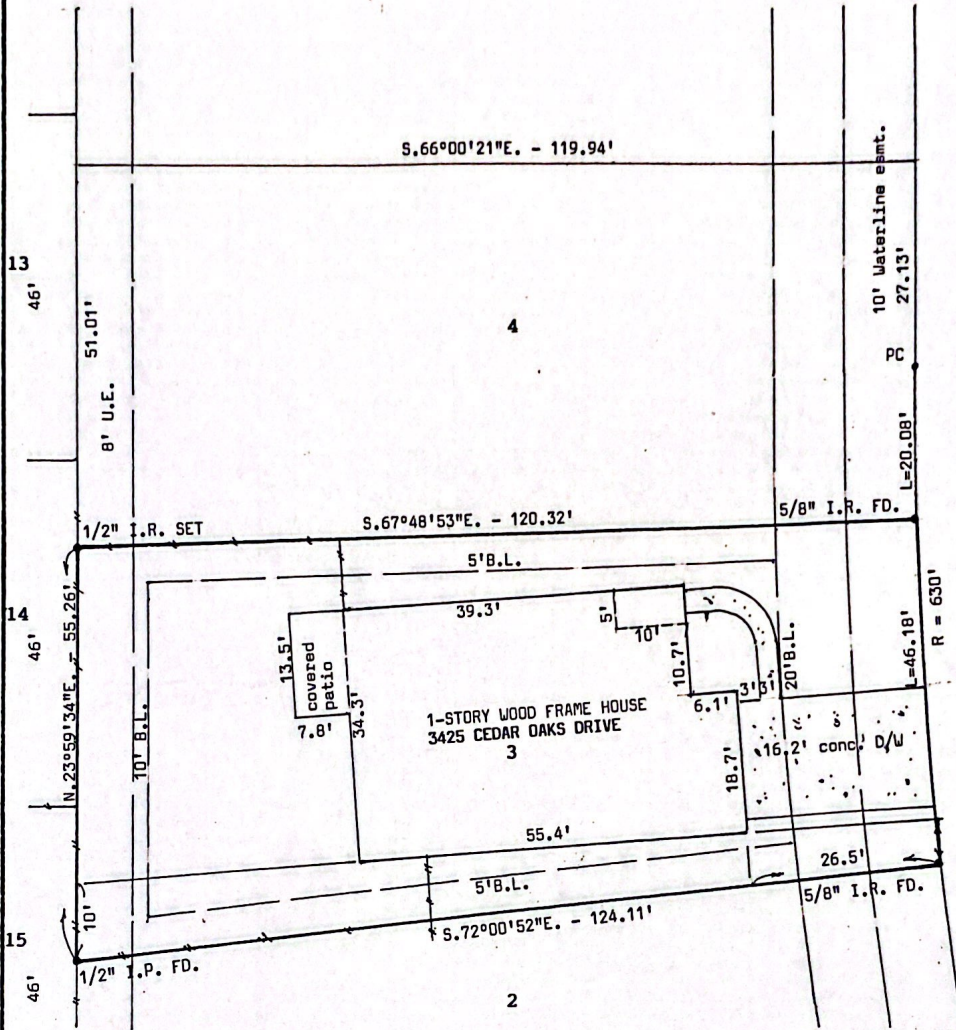 S.66°00'21"E. - 119.94'
10' Waterline esmt.
27.13'
13
46'
51.01'
8' U.E.
4
PC
L=20.08'
1/2" I.R. SET
S.67°48'53"E. - 120.32'
5/8" I.R. FD.
5'B.L.
N.23°59'34"E. - 55.26'
14
46'
10' B.L.
13.5'
covered
patio
7.8'
34.3'
39.3'
5'
10'
10.7'
6.1'
3'
20'B.L.
L=46.18'
R = 630'
1-STORY WOOD FRAME HOUSE
3425 CEDAR OAKS DRIVE
3
18.7'
16.2' conc. D/W
55.4'
26.5'
5'B.L.
5/8" I.R. FD.
10'
S.72°00'52"E. - 124.11'
15
46'
1/2" I.P. FD.
2